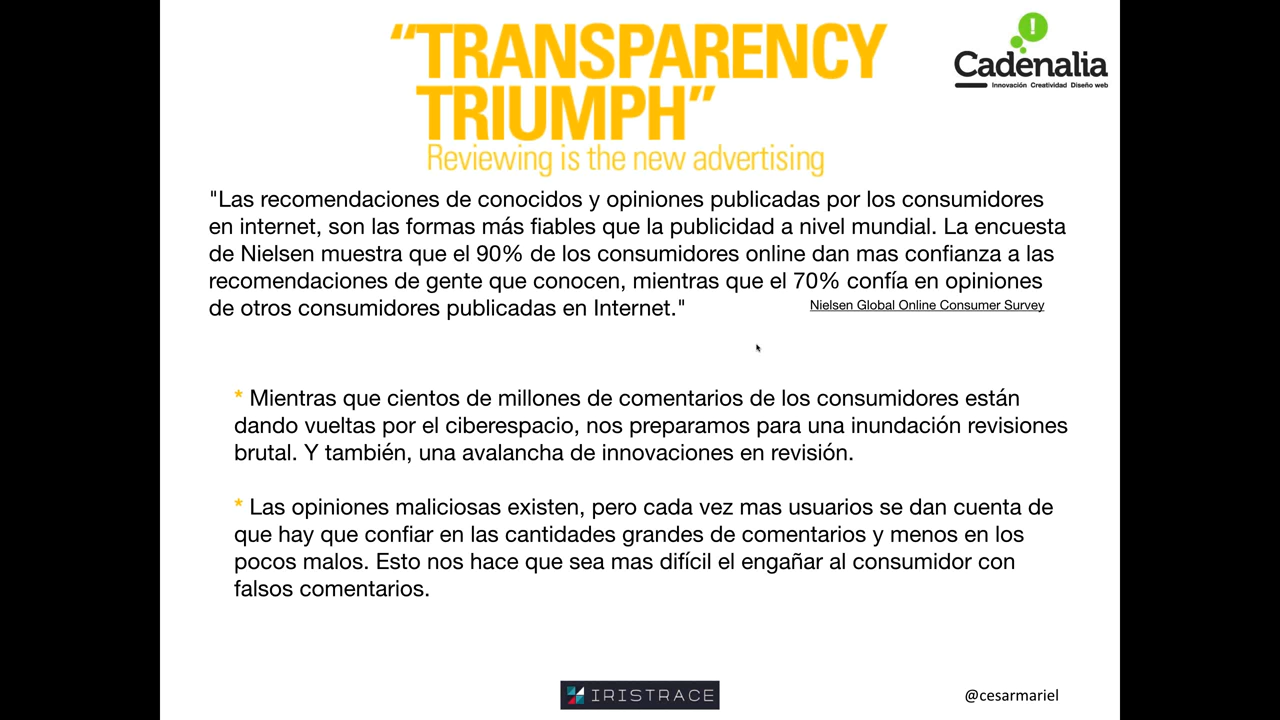 “TRANSPARENCY
TRIUMPH”
Reviewing is the new advertising
Cadenalia
Innovación Creatividad Diseño web
"Las recomendaciones de conocidos y opiniones publicadas por los consumidores
en internet, son las formas más fiables que la publicidad a nivel mundial. La encuesta
de Nielsen muestra que el 90% de los consumidores online dan mas confianza a las
recomendaciones de gente que conocen, mientras que el 70% confía en opiniones
de otros consumidores publicadas en Internet."
Nielsen Global Online Consumer Survey
* Mientras que cientos de millones de comentarios de los consumidores están
dando vueltas por el ciberespacio, nos preparamos para una inundación revisiones
brutal. Y también, una avalancha de innovaciones en revisión.
* Las opiniones maliciosas existen, pero cada vez mas usuarios se dan cuenta de
que hay que confiar en las cantidades grandes de comentarios y menos en los
pocos malos. Esto nos hace que sea mas difícil el engañar al consumidor con
falsos comentarios.
IRISTRACE
@cesarmariel